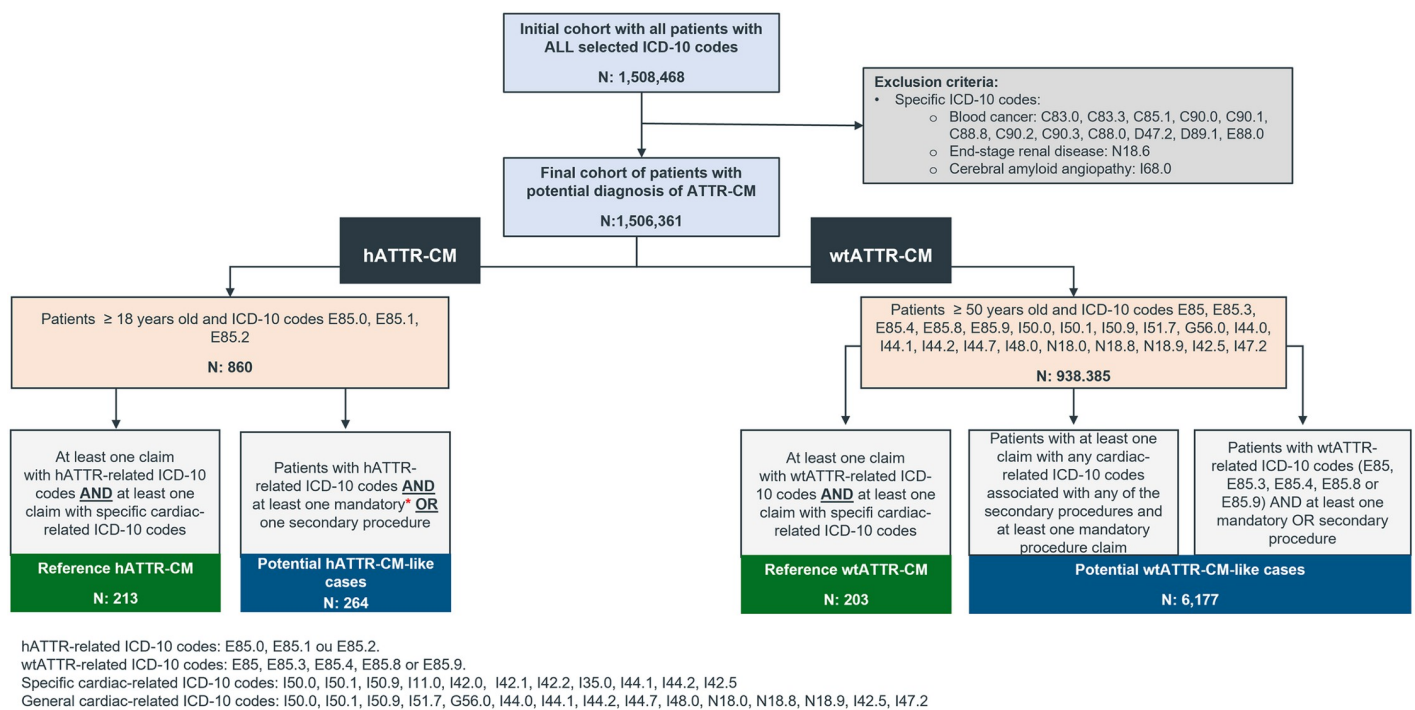 Initial cohort with all patients with
ALL selected ICD-10 codes
N: 1,508,468
Exclusion criteria:
• Specific ICD-10 codes:
o Blood cancer: C83.0, C83.3, C85.1, C90.0, C90.1,
C88.8, C90.2, C90.3, C88.0, D47.2, D89.1, E88.0
o End-stage renal disease: N18.6
o Cerebral amyloid angiopathy: I68.0
Final cohort of patients with
potential diagnosis of ATTR-CM
N:1,506,361
hATTR-CM
wtATTR-CM
Patients ≥ 18 years old and ICD-10 codes E85.0, E85.1,
E85.2
N: 860
Patients ≥ 50 years old and ICD-10 codes E85, E85.3,
E85.4, E85.8, E85.9, I50.0, I50.1, I50.9, I51.7, G56.0, I44.0,
I44.1, I44.2, I44.7, I48.0, N18.0, N18.8, N18.9, I42.5, I47.2
N: 938.385
At least one claim
with hATTR-related ICD-10
codes AND at least one
claim with specific cardiac-
related ICD-10 codes
Reference hATTR-CM
N: 213
Patients with hATTR-
related ICD-10 codes AND
at least one mandatory* OR
one secondary procedure
Potential hATTR-CM-like
cases
N: 264
At least one claim
with wtATTR-related ICD-
10 codes AND at least one
claim with specifi cardiac-
related ICD-10 codes
Reference wtATTR-CM
N: 203
Patients with at least one
claim with any cardiac-
related ICD-10 codes
associated with any of the
secondary procedures and
at least one mandatory
procedure claim
Patients with wtATTR-
related ICD-10 codes (E85,
E85.3, E85.4, E85.8 or
E85.9) AND at least one
mandatory OR secondary
procedure
Potential wtATTR-CM-like cases
N: 6,177
hATTR-related ICD-10 codes: E85.0, E85.1 ou E85.2.
wtATTR-related ICD-10 codes: E85, E85.3, E85.4, E85.8 or E85.9.
Specific cardiac-related ICD-10 codes: I50.0, I50.1, I50.9, I11.0, I42.0, I42.1, I42.2, I35.0, I44.1, I44.2, I42.5
General cardiac-related ICD-10 codes: I50.0, I50.1, I50.9, I51.7, G56.0, I44.0, I44.1, I44.2, I44.7, I48.0, N18.0, N18.8, N18.9, I42.5, I47.2